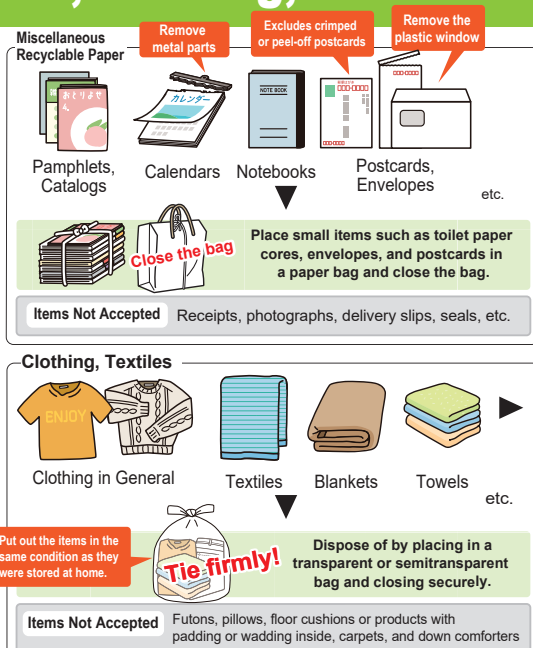 Miscellaneous
Recyclable Paper
Remove
metal parts
Excludes crimped
or peel-off postcards
Remove the
plastic window
おとりよせ
カレンダー
NOTE BOOK
Pamphlets,
Catalogs
Calendars
Notebooks
Postcards,
Envelopes
etc.
Close the bag
Place small items such as toilet paper
cores, envelopes, and postcards in
a paper bag and close the bag.
Items Not Accepted
Receipts, photographs, delivery slips, seals, etc.
Clothing, Textiles
ENJOY
Clothing in General
Textiles
Blankets
Towels
etc.
Put out the items in the
same condition as they
were stored at home.
Tie firmly!
Dispose of by placing in a
transparent or semitransparent
bag and closing securely.
Items Not Accepted
Futons, pillows, floor cushions or products with
padding or wadding inside, carpets, and down comforters